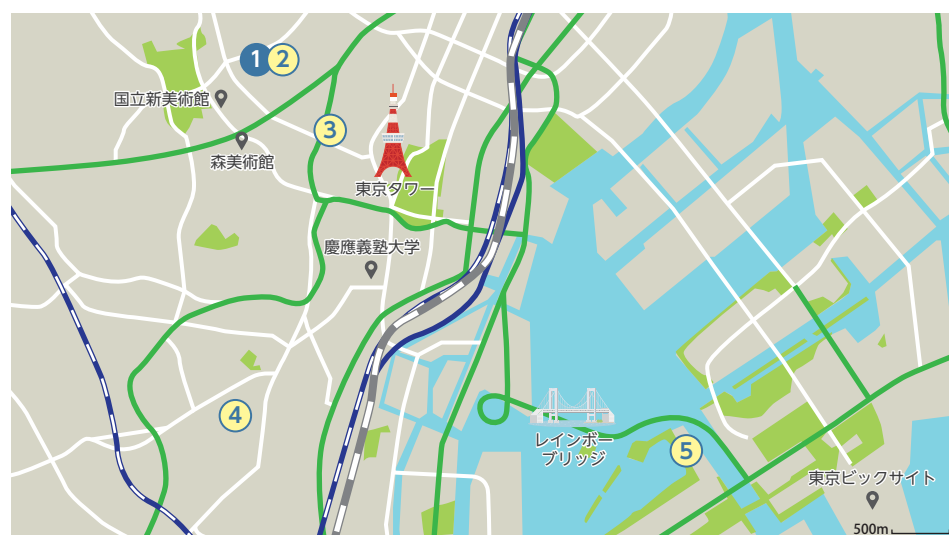 1 2
国立新美術館
3
森美術館
東京タワー
慶應義塾大学
4
レインボー
ブリッジ
5
東京ビックサイト
500m